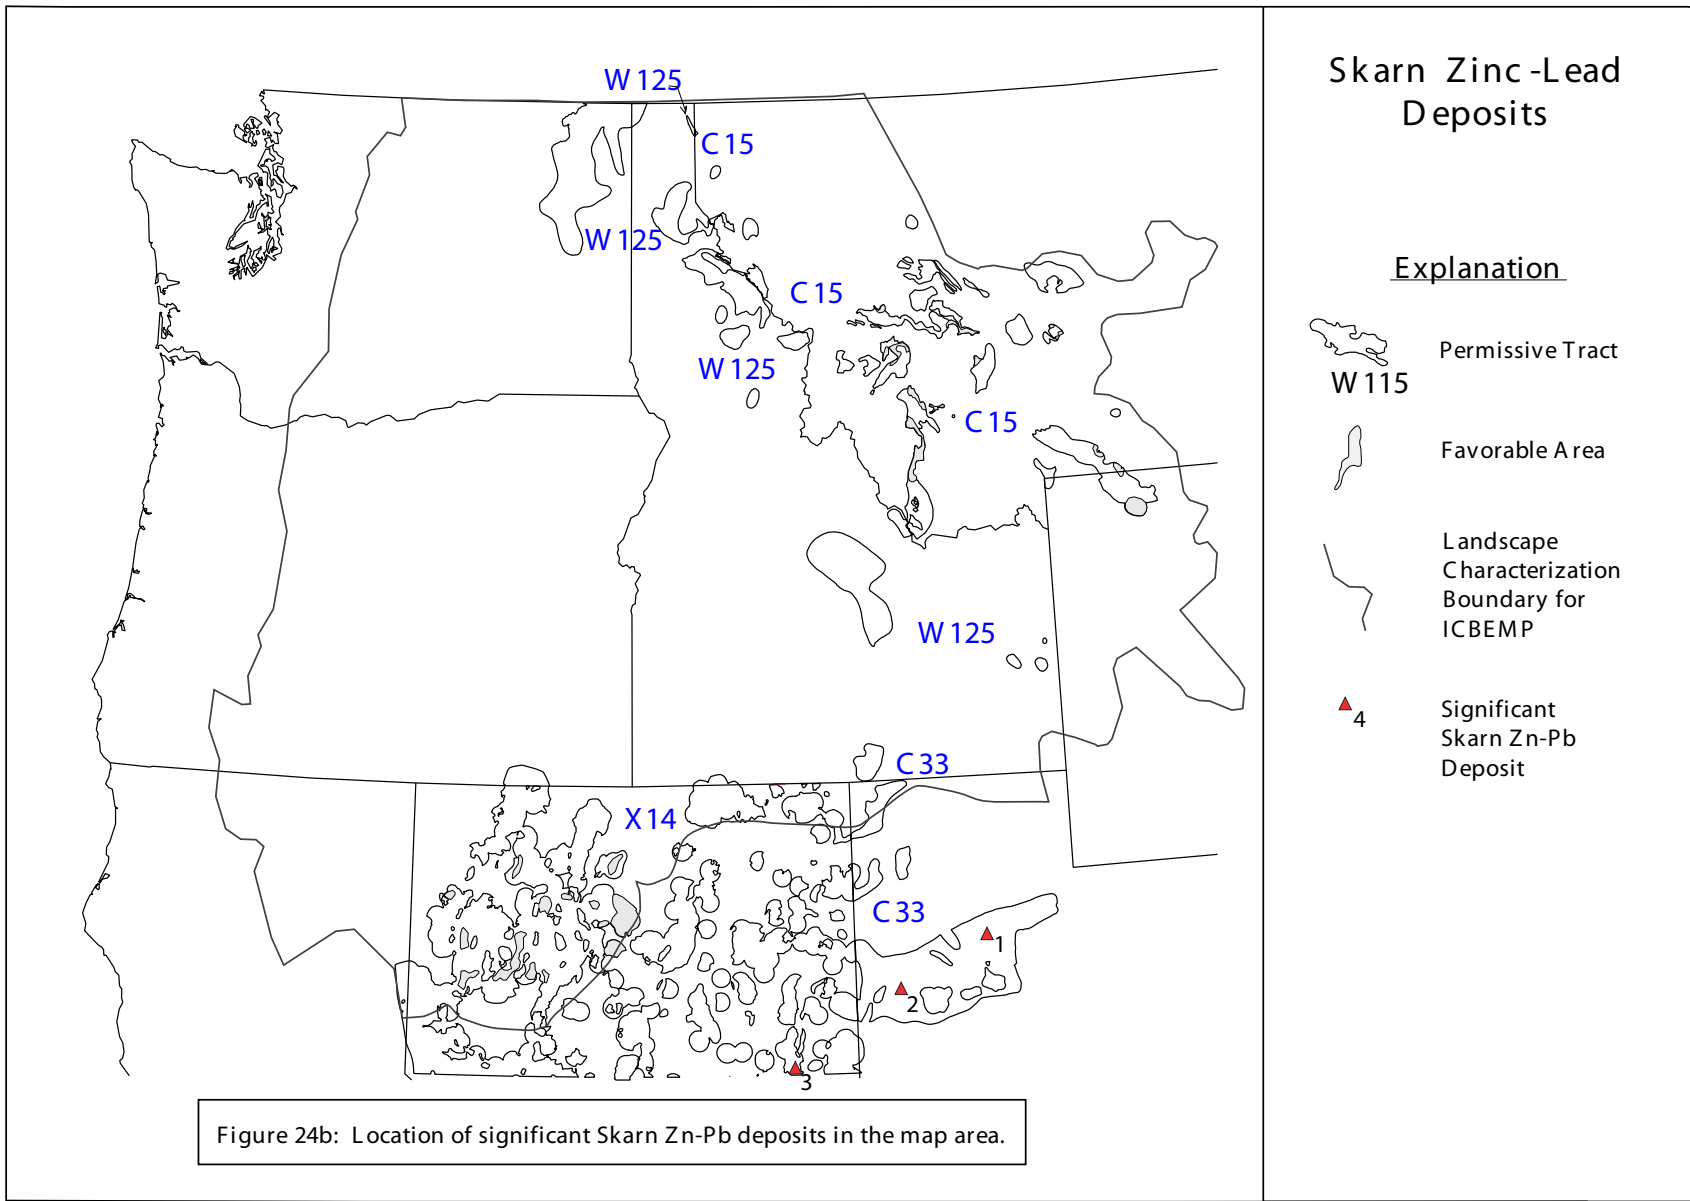 Skarn Zinc-Lead
Deposits
Explanation
Permissive Tract
W 115
Favorable Area
Landscape
Characterization
Boundary for
ICBEMP
4
Significant
Skarn Zn-Pb
Deposit
W 125
C 15
W 125
C 15
W 125
C 15
W 125
C 33
X 14
C 33
1
2
3
Figure 24b: Location of significant Skarn Zn-Pb deposits in the map area.